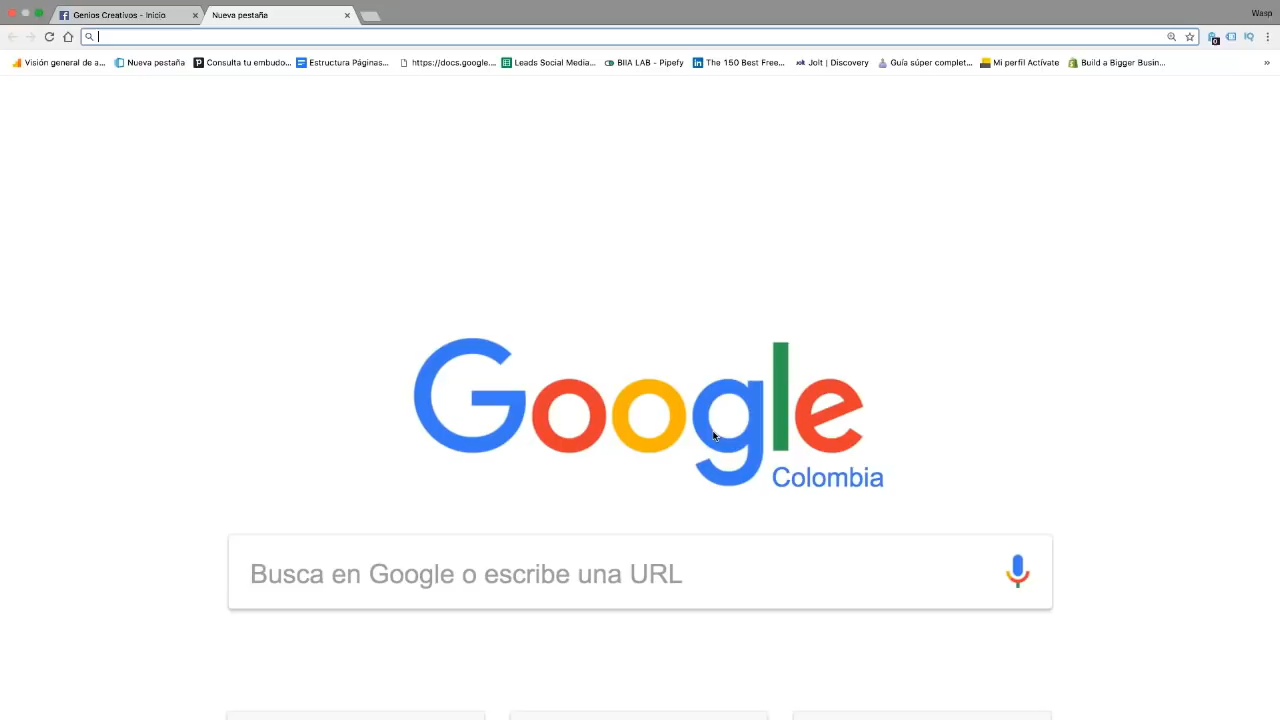 Genios Creativos - Inicio
Nueva pestaña
Wasp
Visión general de a...
Nueva pestaña
Consulta tu embudo...
Estructura Páginas...
https://docs.google....
Leads Social Media...
BIIA LAB - Pipefy
The 150 Best Free...
Jolt | Discovery
Guía súper complet...
Mi perfil Actívate
Build a Bigger Busin...
Google
Colombia
Busca en Google o escribe una URL